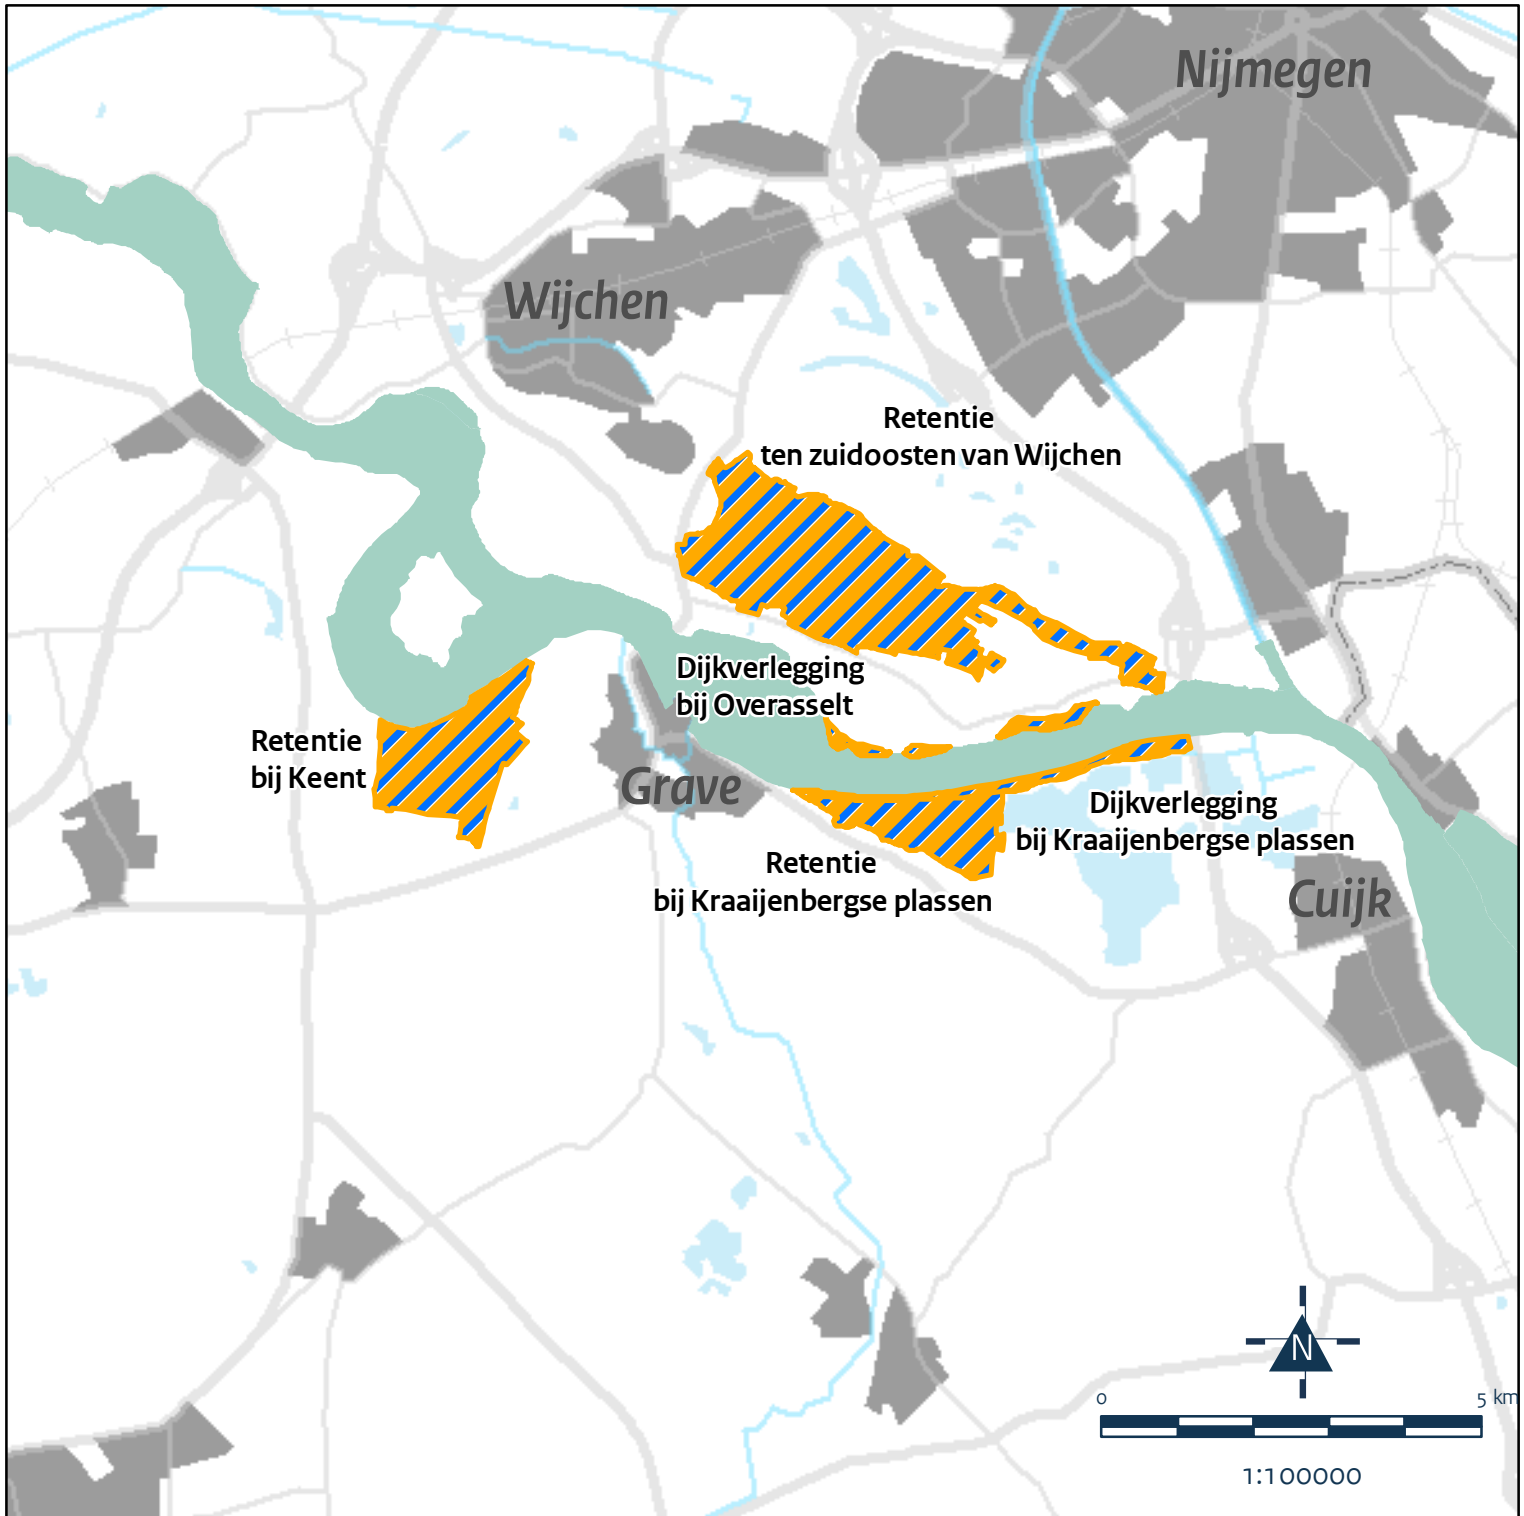 Nijmegen
Wijchen
Retentie
ten zuidoosten van Wijchen
Dijkverlegging
bij Overasselt
Retentie
bij Keent
Grave
Dijkverlegging
bij Kraaijenbergse plassen
Retentie
bij Kraaijenbergse plassen
Cuijk
N
0 5 km
1:100000